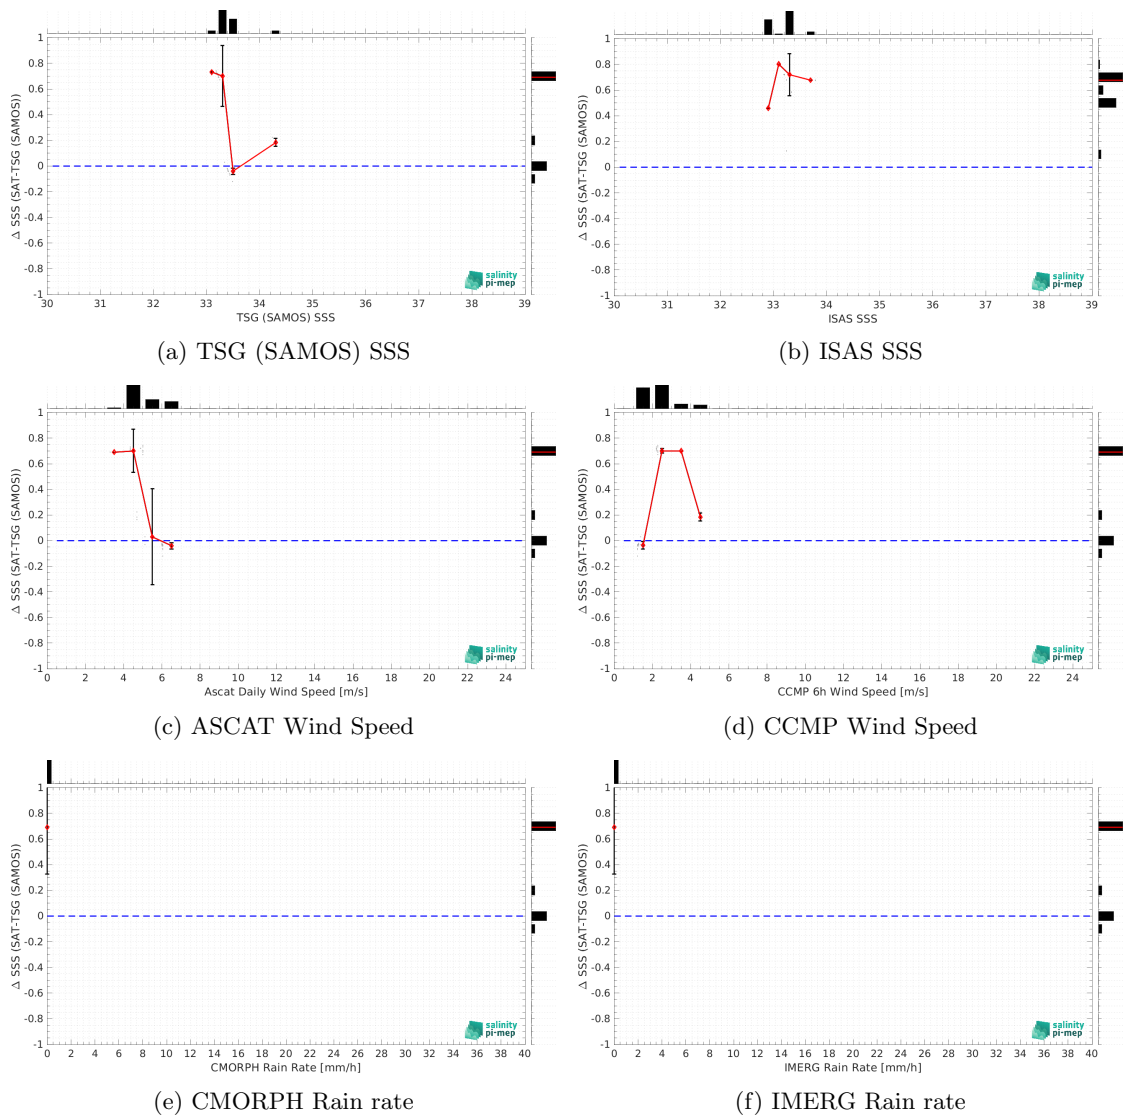 1
0.8
0.6
0.4
0.2
0
-0.2
-0.4
-0.6
-0.8
-1
Δ SSS (SAT-TSG (SAMOS))
salinity
pi-mep
30 31 32 33 34 35 36 37 38 39
TSG (SAMOS) SSS
(a) TSG (SAMOS) SSS
1
0.8
0.6
0.4
0.2
0
-0.2
-0.4
-0.6
-0.8
-1
Δ SSS (SAT-TSG (SAMOS))
salinity
pi-mep
30 31 32 33 34 35 36 37 38 39
ISAS SSS
(b) ISAS SSS
1
0.8
0.6
0.4
0.2
0
-0.2
-0.4
-0.6
-0.8
-1
Δ SSS (SAT-TSG (SAMOS))
salinity
pi-mep
0 2 4 6 8 10 12 14 16 18 20 22 24
Ascat Daily Wind Speed [m/s]
(c) ASCAT Wind Speed
1
0.8
0.6
0.4
0.2
0
-0.2
-0.4
-0.6
-0.8
-1
Δ SSS (SAT-TSG (SAMOS))
salinity
pi-mep
0 2 4 6 8 10 12 14 16 18 20 22 24
CCMP 6h Wind Speed [m/s]
(d) CCMP Wind Speed
1
0.8
0.6
0.4
0.2
0
-0.2
-0.4
-0.6
-0.8
-1
Δ SSS (SAT-TSG (SAMOS))
salinity
pi-mep
0 2 4 6 8 10 12 14 16 18 20 22 24 26 28 30 32 34 36 38 40
CMORPH Rain Rate [mm/h]
(e) CMORPH Rain rate
1
0.8
0.6
0.4
0.2
0
-0.2
-0.4
-0.6
-0.8
-1
Δ SSS (SAT-TSG (SAMOS))
salinity
pi-mep
0 2 4 6 8 10 12 14 16 18 20 22 24 26 28 30 32 34 36 38 40
IMERG Rain Rate [mm/h]
(f) IMERG Rain rate